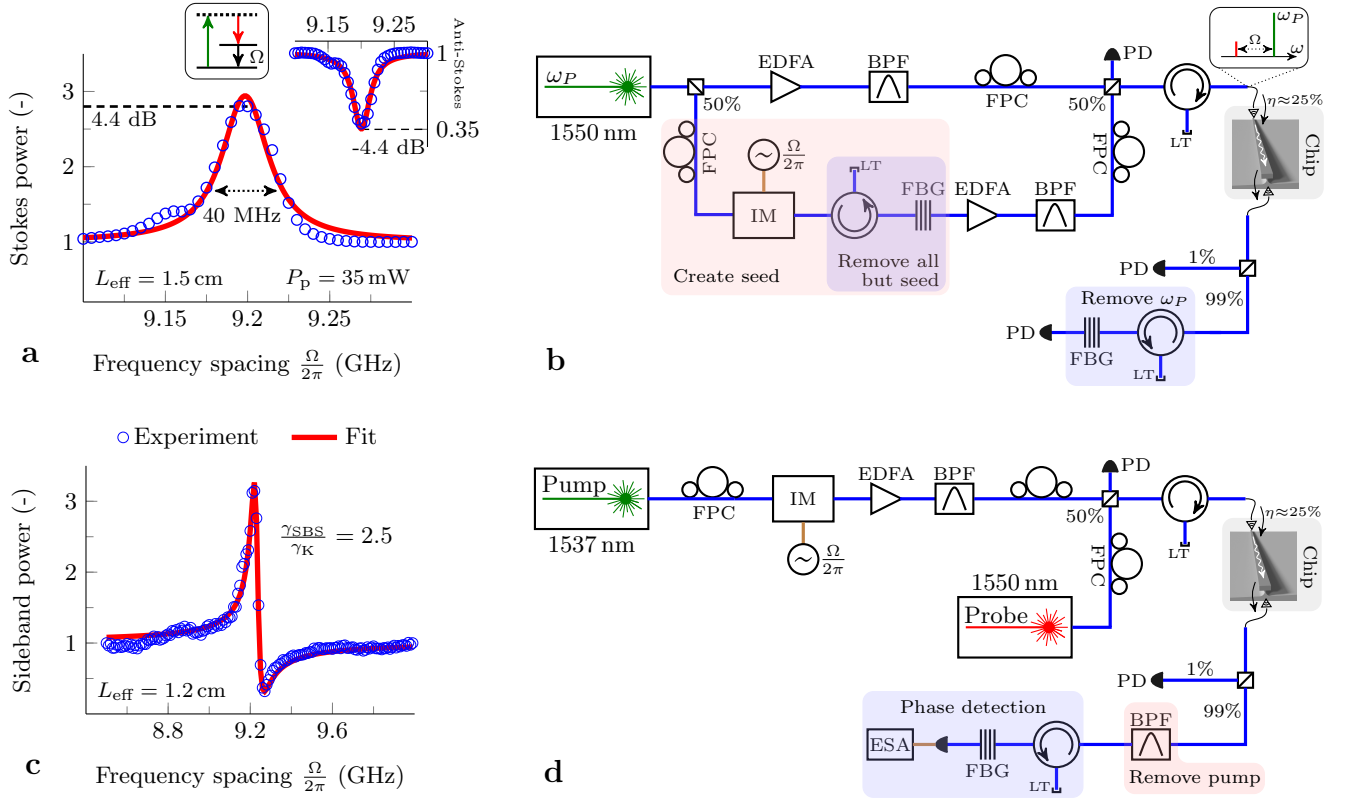 9.15 9.25
Anti-Stokes
1
0.35
-4.4 dB
Ω
Stokes power (-)
3
2
1
4.4 dB
40 MHz
L_eff = 1.5 cm
P_p = 35 mW
9.15 9.2 9.25
a
Frequency spacing Ω/2π (GHz)
ω_P
1550 nm
50%
EDFA
BPF
FPC
50%
PD
LT
ω_P
Ω
ω
η≈25%
Chip
FPC
Ω/2π
∼
IM
LT
FBG
EDFA
BPF
FPC
Create seed
Remove all
but seed
PD
1%
99%
Remove ω_P
PD
FBG
LT
b
Experiment
Fit
Sideband power (-)
3
2
1
γ_SBS/γ_K = 2.5
L_eff = 1.2 cm
8.8 9.2 9.6
c
Frequency spacing Ω/2π (GHz)
Pump
1537 nm
FPC
IM
∼
Ω/2π
EDFA
BPF
50%
PD
LT
η≈25%
Chip
FPC
1550 nm
Probe
PD
1%
99%
Phase detection
ESA
FBG
LT
BPF
Remove pump
d